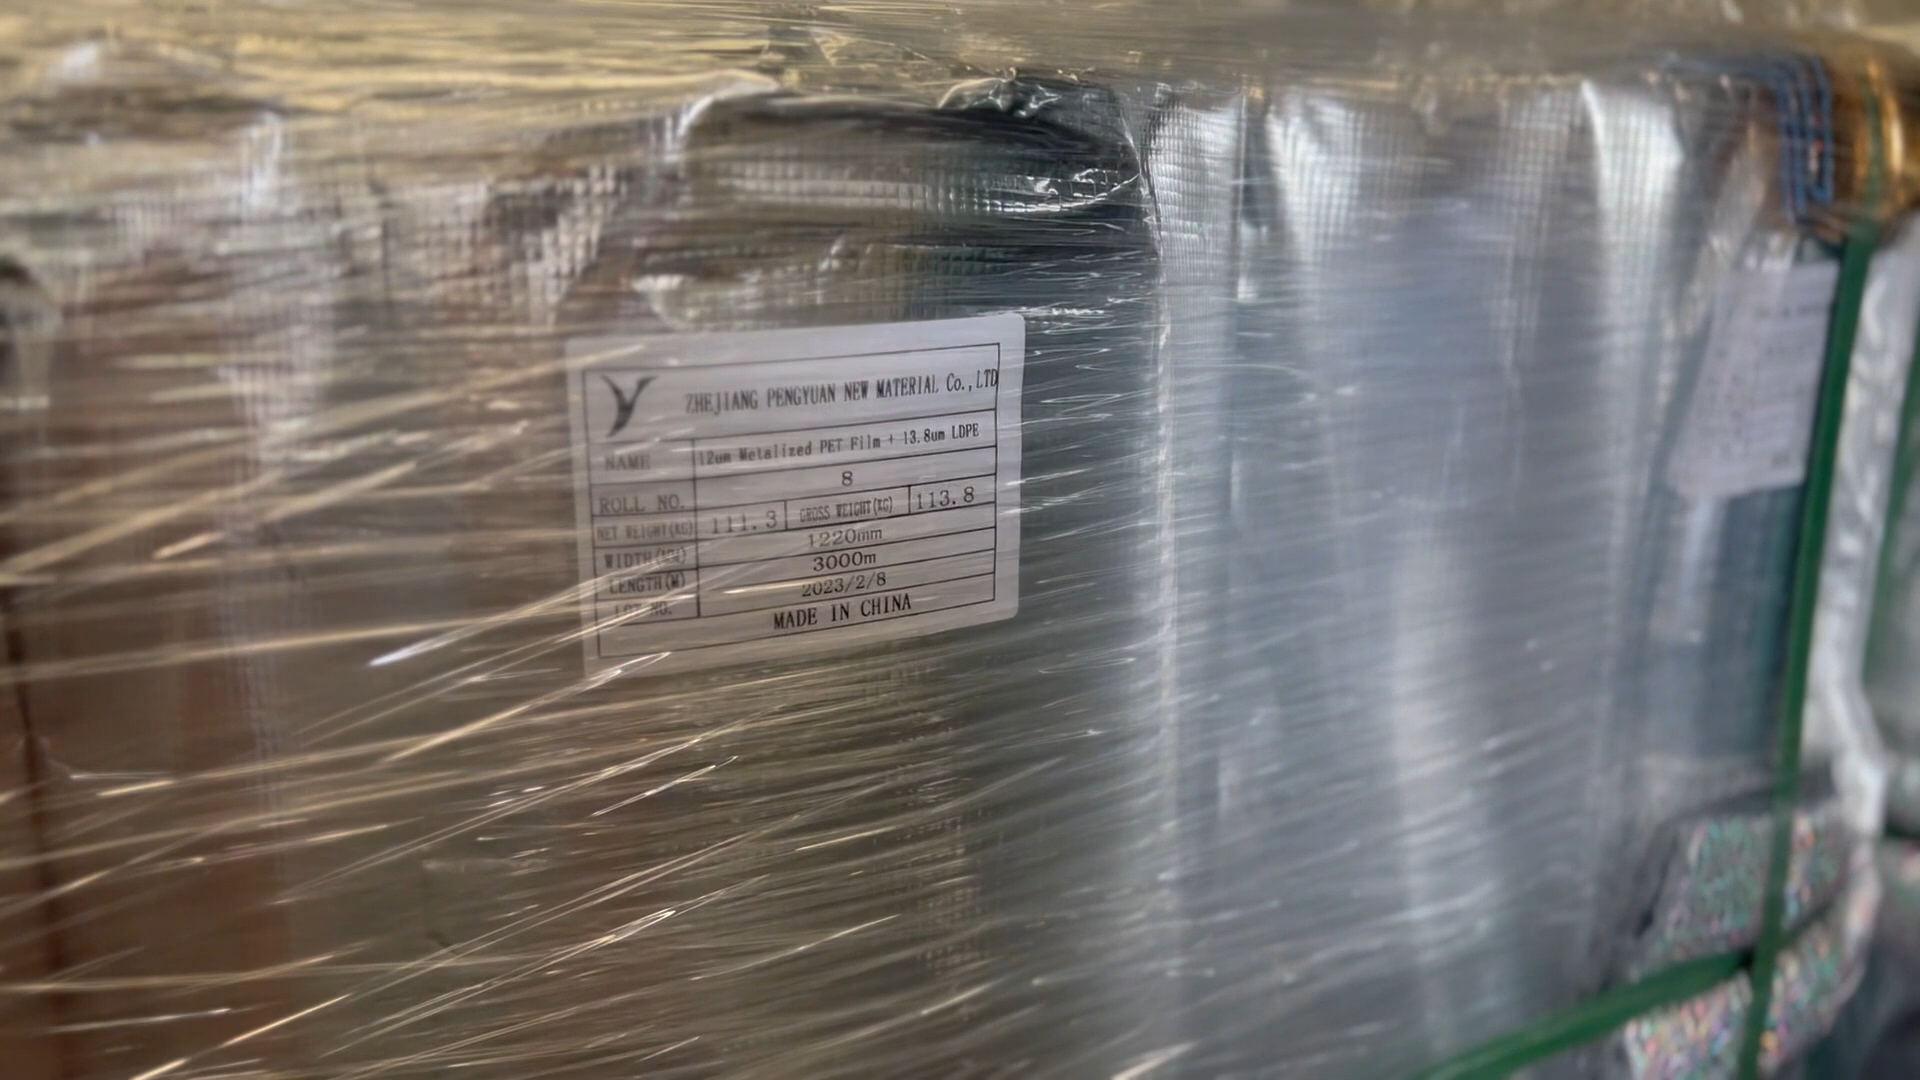 ZHEJIANG PENGYUAN NEW MATERIAL Co.,LTD
NAME 12um Metalized PET Film + 13.8um LDPE
ROLL NO. 8
NET WEIGHT(KG) 111.3 GROSS WEIGHT(KG) 113.8
WIDTH(MM) 1220mm
LENGTH(M) 3000m
LOT NO. 2023/2/8
MADE IN CHINA